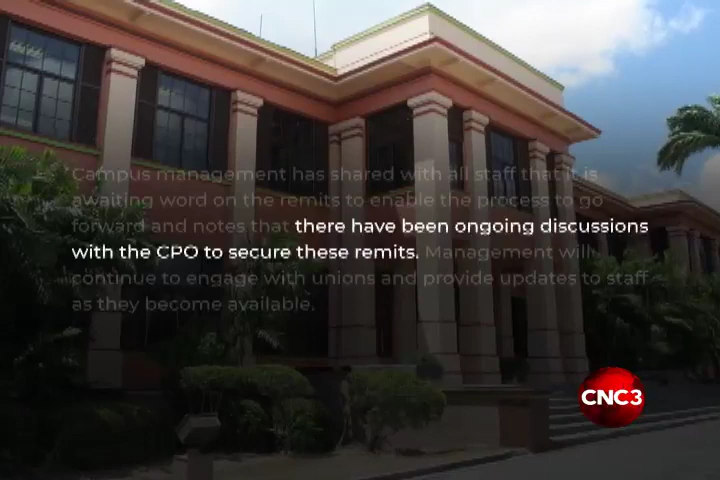 Campus management has shared with all staff that it is
awaiting word on the remits to enable the process to go
forward and notes that there have been ongoing discussions
with the CPO to secure these remits. Management will
continue to engage with unions and provide updates to staff
as they become available.
CNC3